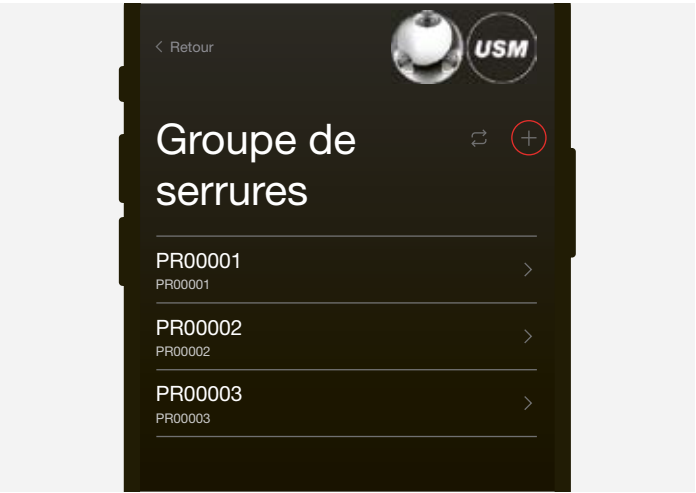 < Retour
USM
Groupe de
serrures
PR00001
PR00001
PR00002
PR00002
PR00003
PR00003